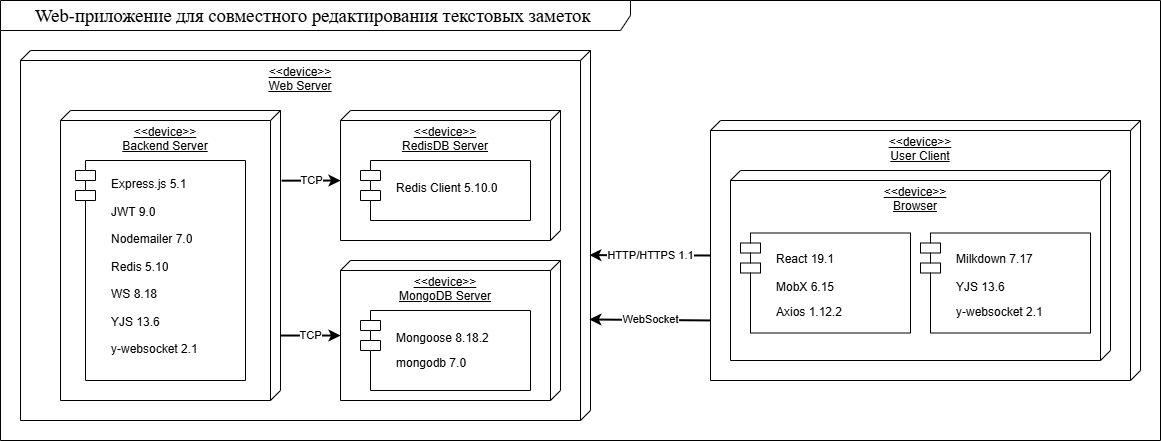 Web-приложение для совместного редактирования текстовых заметок
<<device>>
Web Server
<<device>>
Backend Server
Express.js 5.1
JWT 9.0
Nodemailer 7.0
Redis 5.10
WS 8.18
YJS 13.6
y-websocket 2.1
TCP
TCP
<<device>>
RedisDB Server
Redis Client 5.10.0
<<device>>
MongoDB Server
Mongoose 8.18.2
mongodb 7.0
HTTP/HTTPS 1.1
WebSocket
<<device>>
User Client
<<device>>
Browser
React 19.1
MobX 6.15
Axios 1.12.2
Milkdown 7.17
YJS 13.6
y-websocket 2.1